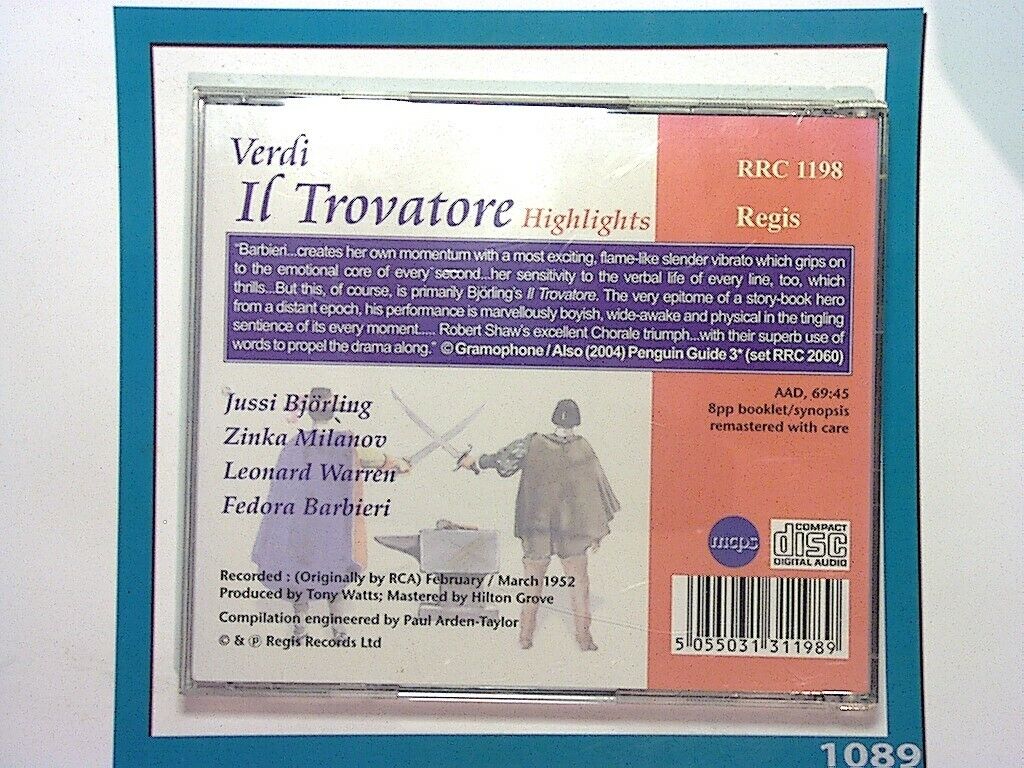 Verdi
Il Trovatore Highlights
RRC 1198
Regis
"Barbieri...creates her own momentum with a most exciting, flame-like slender vibrato which grips on
to the emotional core of every second...her sensitivity to the verbal life of every line, too, which
thrills...But this, of course, is primarily Björling's Il Trovatore. The very epitome of a story-book hero
from a distant epoch, his performance is marvellously boyish, wide-awake and physical in the tingling
sentience of its every moment.... Robert Shaw's excellent Chorale triumph...with their superb use of
words to propel the drama along." © Gramophone / Also (2004) Penguin Guide 3* (set RRC 2060)
Jussi Björling
Zinka Milanov
Leonard Warren
Fedora Barbieri
AAD, 69:45
8pp booklet/synopsis
remastered with care
mcps
COMPACT
disc
DIGITAL AUDIO
Recorded : (Originally by RCA) February / March 1952
Produced by Tony Watts; Mastered by Hilton Grove
Compilation engineered by Paul Arden-Taylor
© & ℗ Regis Records Ltd
5 055031 311989
1089